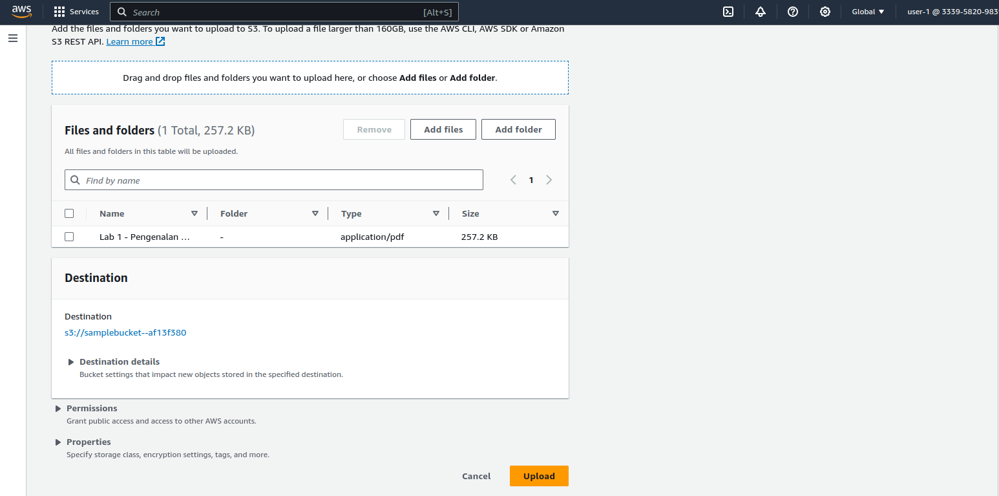 aws Services Search [Alt+S] Global user-1 @ 3339-5820-983
Add the files and folders you want to upload to S3. To upload a file larger than 160GB, use the AWS CLI, AWS SDK or Amazon
S3 REST API. Learn more
Drag and drop files and folders you want to upload here, or choose Add files or Add folder.
Files and folders (1 Total, 257.2 KB) Remove Add files Add folder
All files and folders in this table will be uploaded.
Find by name 1
Name Folder Type Size
Lab 1 - Pengenalan ... - application/pdf 257.2 KB
Destination
Destination
s3://samplebucket--af13f380
Destination details
Bucket settings that impact new objects stored in the specified destination.
Permissions
Grant public access and access to other AWS accounts.
Properties
Specify storage class, encryption settings, tags, and more.
Cancel Upload